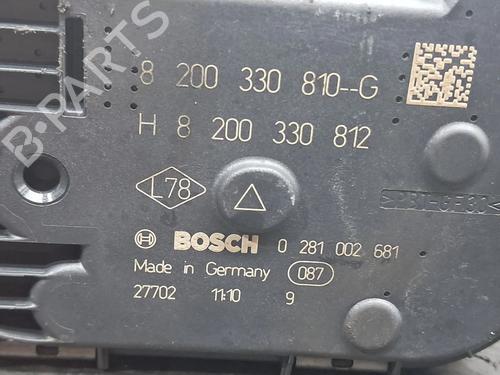 8 200 330 810--G
H 8 200 330 812
L78
BOSCH 0 281 002 681
Made in Germany 087
27702 11:10 9
B-PARTS